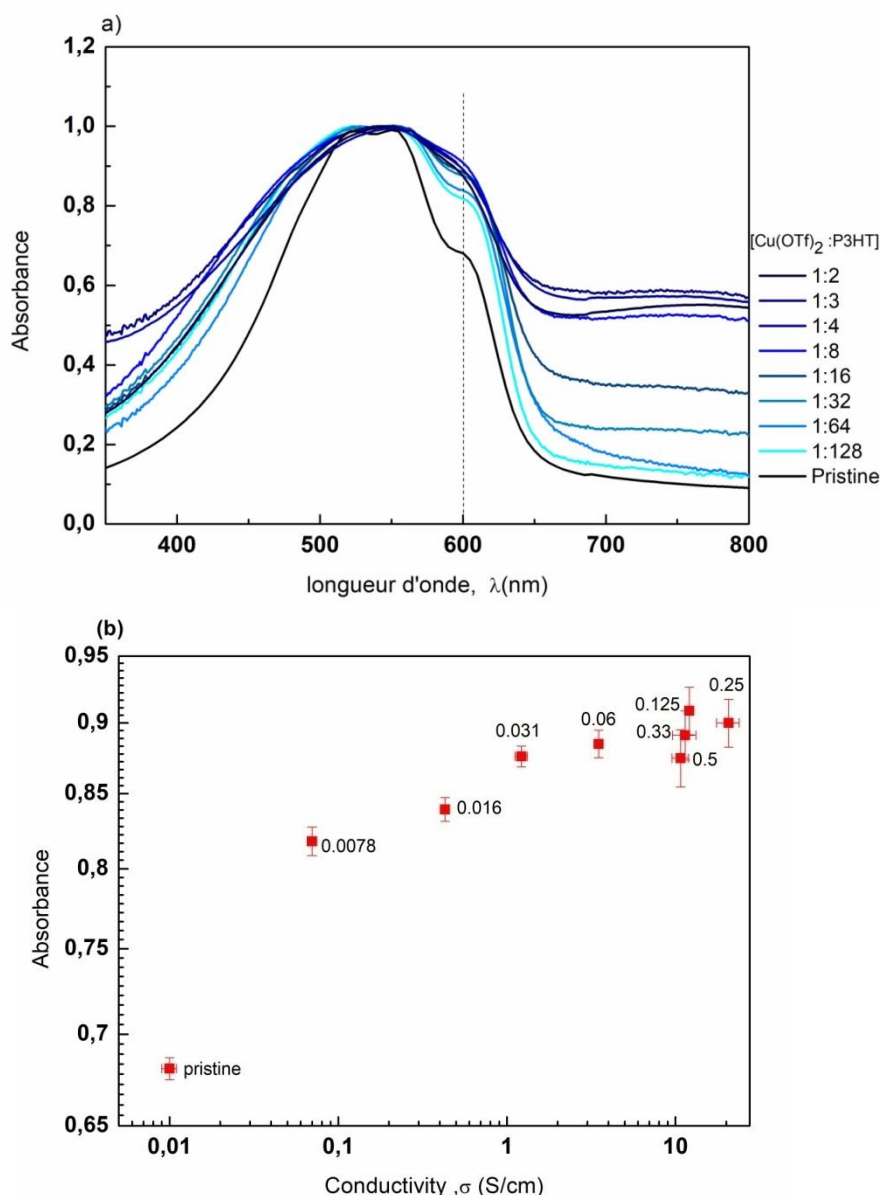 a)
1,2
1,0
0,8
0,6
0,4
0,2
0,0
Absorbance
400 500 600 700 800
longueur d'onde, λ(nm)
[Cu(OTf)2 :P3HT]
1:2
1:3
1:4
1:8
1:16
1:32
1:64
1:128
Pristine
(b)
0,95
0,9
0,85
0,8
0,75
0,7
0,65
Absorbance
pristine
0.0078
0.016
0.031
0.06
0.125
0.33
0.5
0.25
0,01 0,1 1 10
Conductivity ,σ (S/cm)